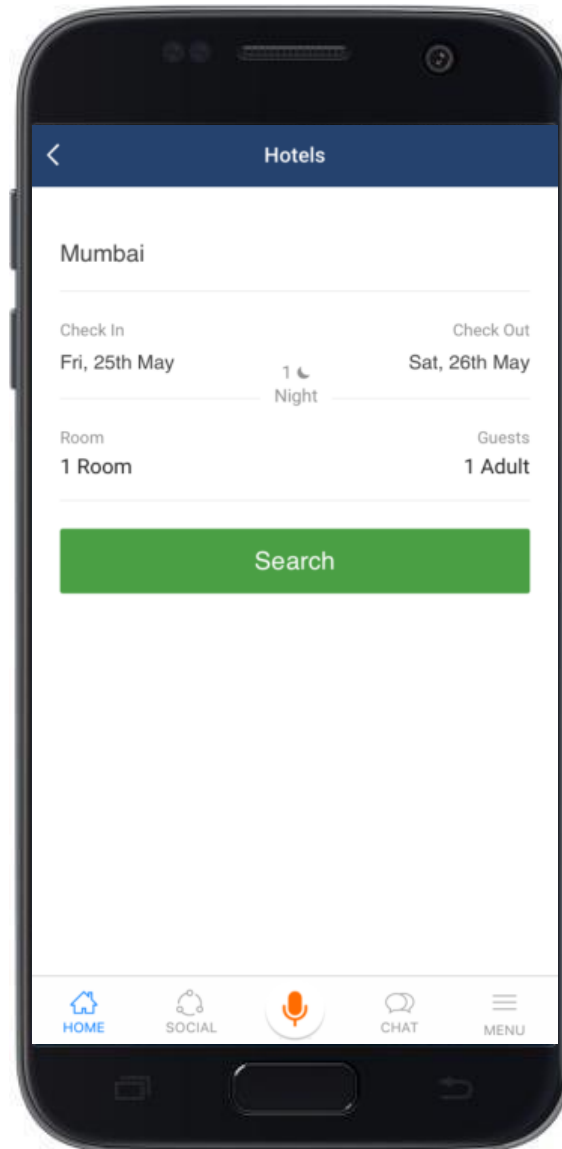 Hotels
Mumbai
Check In
Check Out
Fri, 25th May
Sat, 26th May
1
Night
Room
Guests
1 Room
1 Adult
Search
HOME
SOCIAL
CHAT
MENU